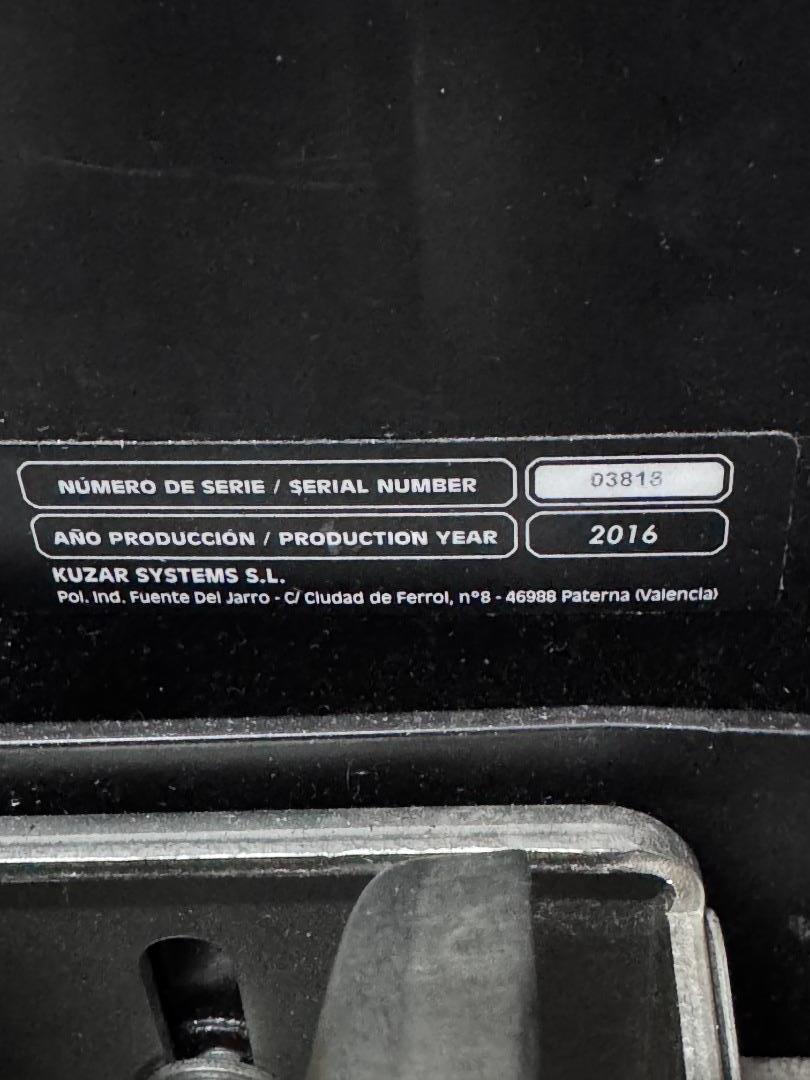 NÚMERO DE SERIE / SERIAL NUMBER 03818
AÑO PRODUCCIÓN / PRODUCTION YEAR 2016
KUZAR SYSTEMS S.L.
Pol. Ind. Fuente Del Jarro - C/ Ciudad de Ferrol, nº8 - 46988 Paterna (Valencia)